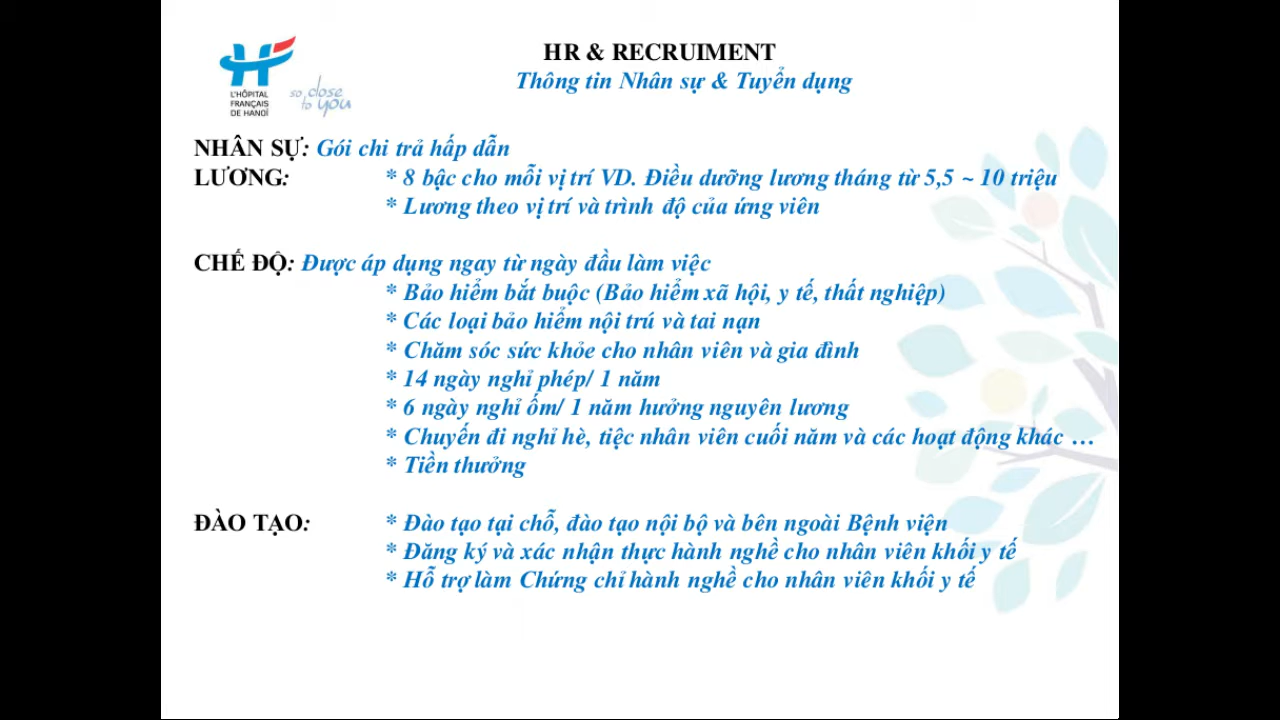 HR & RECRUIMENT
Thông tin Nhân sự & Tuyển dụng
L'HÔPITAL
FRANÇAIS
DE HANOÏ
so close
to you
NHÂN SỰ: Gói chi trả hấp dẫn
LƯƠNG: * 8 bậc cho mỗi vị trí VD. Điều dưỡng lương tháng từ 5,5 ~ 10 triệu
* Lương theo vị trí và trình độ của ứng viên
CHẾ ĐỘ: Được áp dụng ngay từ ngày đầu làm việc
* Bảo hiểm bắt buộc (Bảo hiểm xã hội, y tế, thất nghiệp)
* Các loại bảo hiểm nội trú và tai nạn
* Chăm sóc sức khỏe cho nhân viên và gia đình
* 14 ngày nghỉ phép/ 1 năm
* 6 ngày nghỉ ốm/ 1 năm hưởng nguyên lương
* Chuyến đi nghỉ hè, tiệc nhân viên cuối năm và các hoạt động khác …
* Tiền thưởng
ĐÀO TẠO: * Đào tạo tại chỗ, đào tạo nội bộ và bên ngoài Bệnh viện
* Đăng ký và xác nhận thực hành nghề cho nhân viên khối y tế
* Hỗ trợ làm Chứng chỉ hành nghề cho nhân viên khối y tế